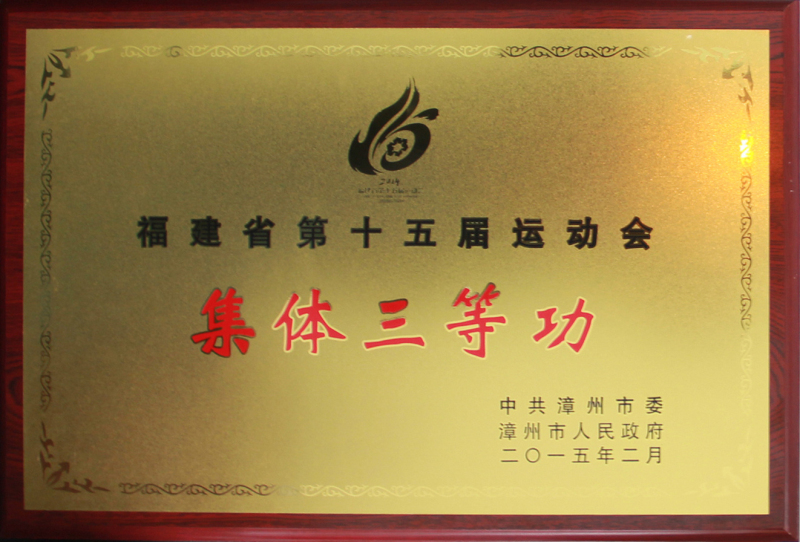 福建省第十五届运动会
集体三等功
中共漳州市委
漳州市人民政府
二〇一五年二月